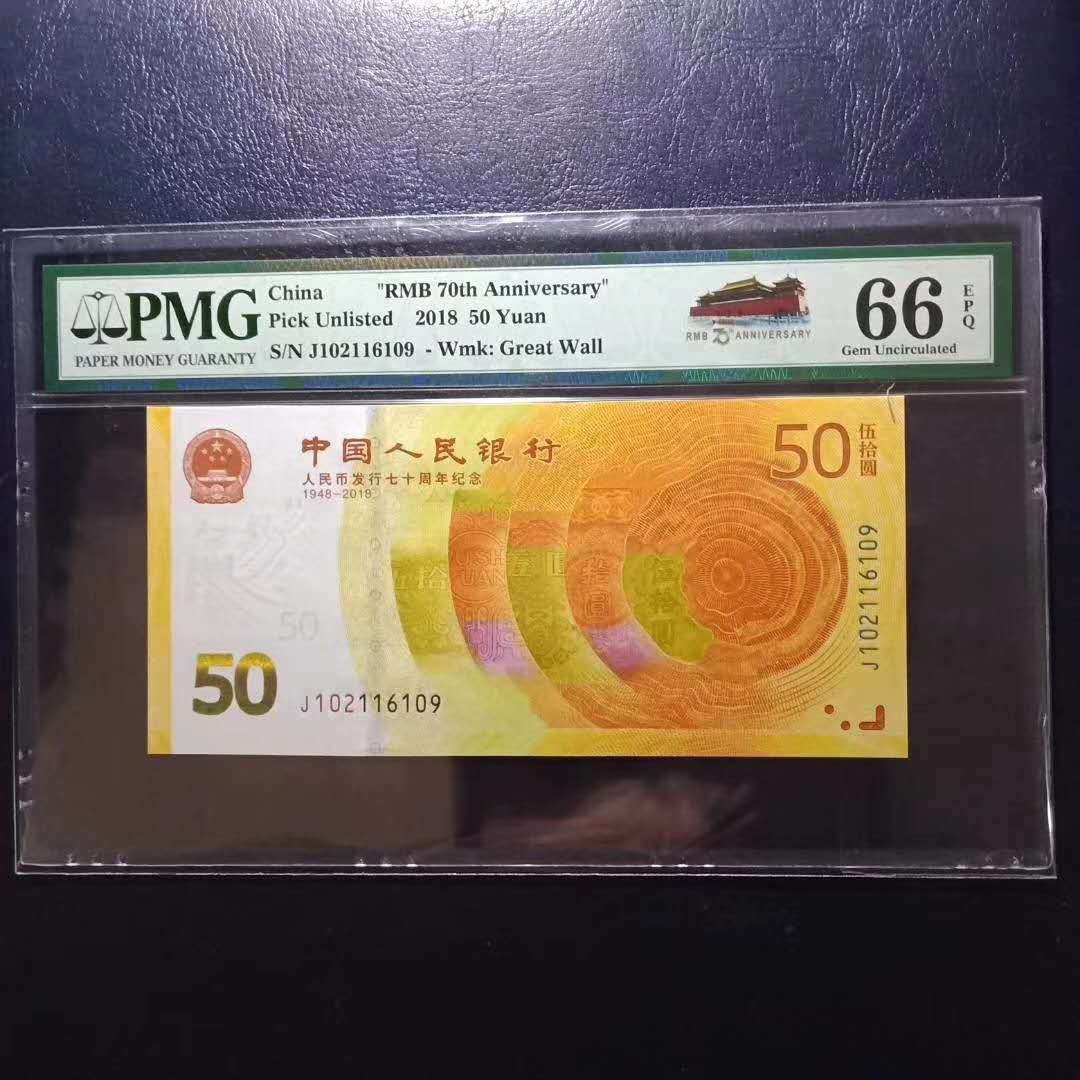 PMG
PAPER MONEY GUARANTY
China "RMB 70th Anniversary"
Pick Unlisted 2018 50 Yuan
S/N J102116109 - Wmk: Great Wall
RMB 70th ANNIVERSARY
66
EPQ
Gem Uncirculated
中国人民银行
人民币发行七十周年纪念
1948-2018
50
伍拾圆
J102116109
50
50
J102116109